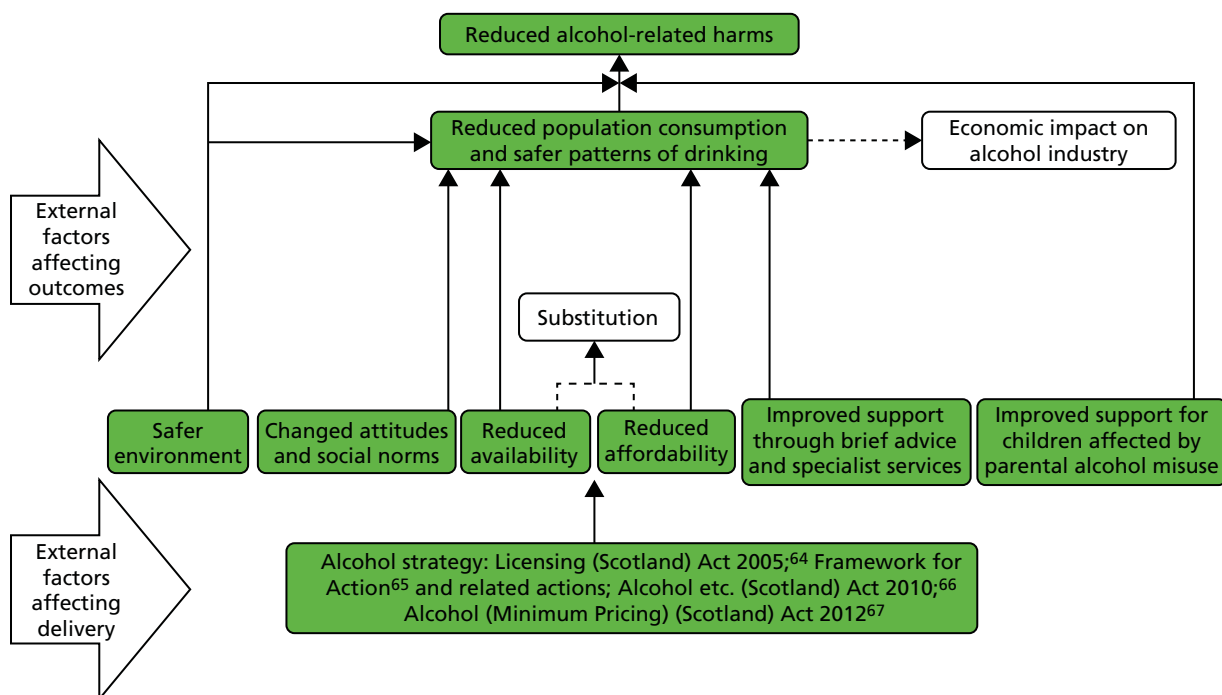 Reduced alcohol-related harms
Reduced population consumption
and safer patterns of drinking
Economic impact on
alcohol industry
External
factors
affecting
outcomes
Substitution
Safer
environment
Changed attitudes
and social norms
Reduced
availability
Reduced
affordability
Improved support
through brief advice
and specialist services
Improved support for
children affected by
parental alcohol misuse
External
factors
affecting
delivery
Alcohol strategy: Licensing (Scotland) Act 2005;⁶⁴ Framework for
Action⁶⁵ and related actions; Alcohol etc. (Scotland) Act 2010;⁶⁶
Alcohol (Minimum Pricing) (Scotland) Act 2012⁶⁷